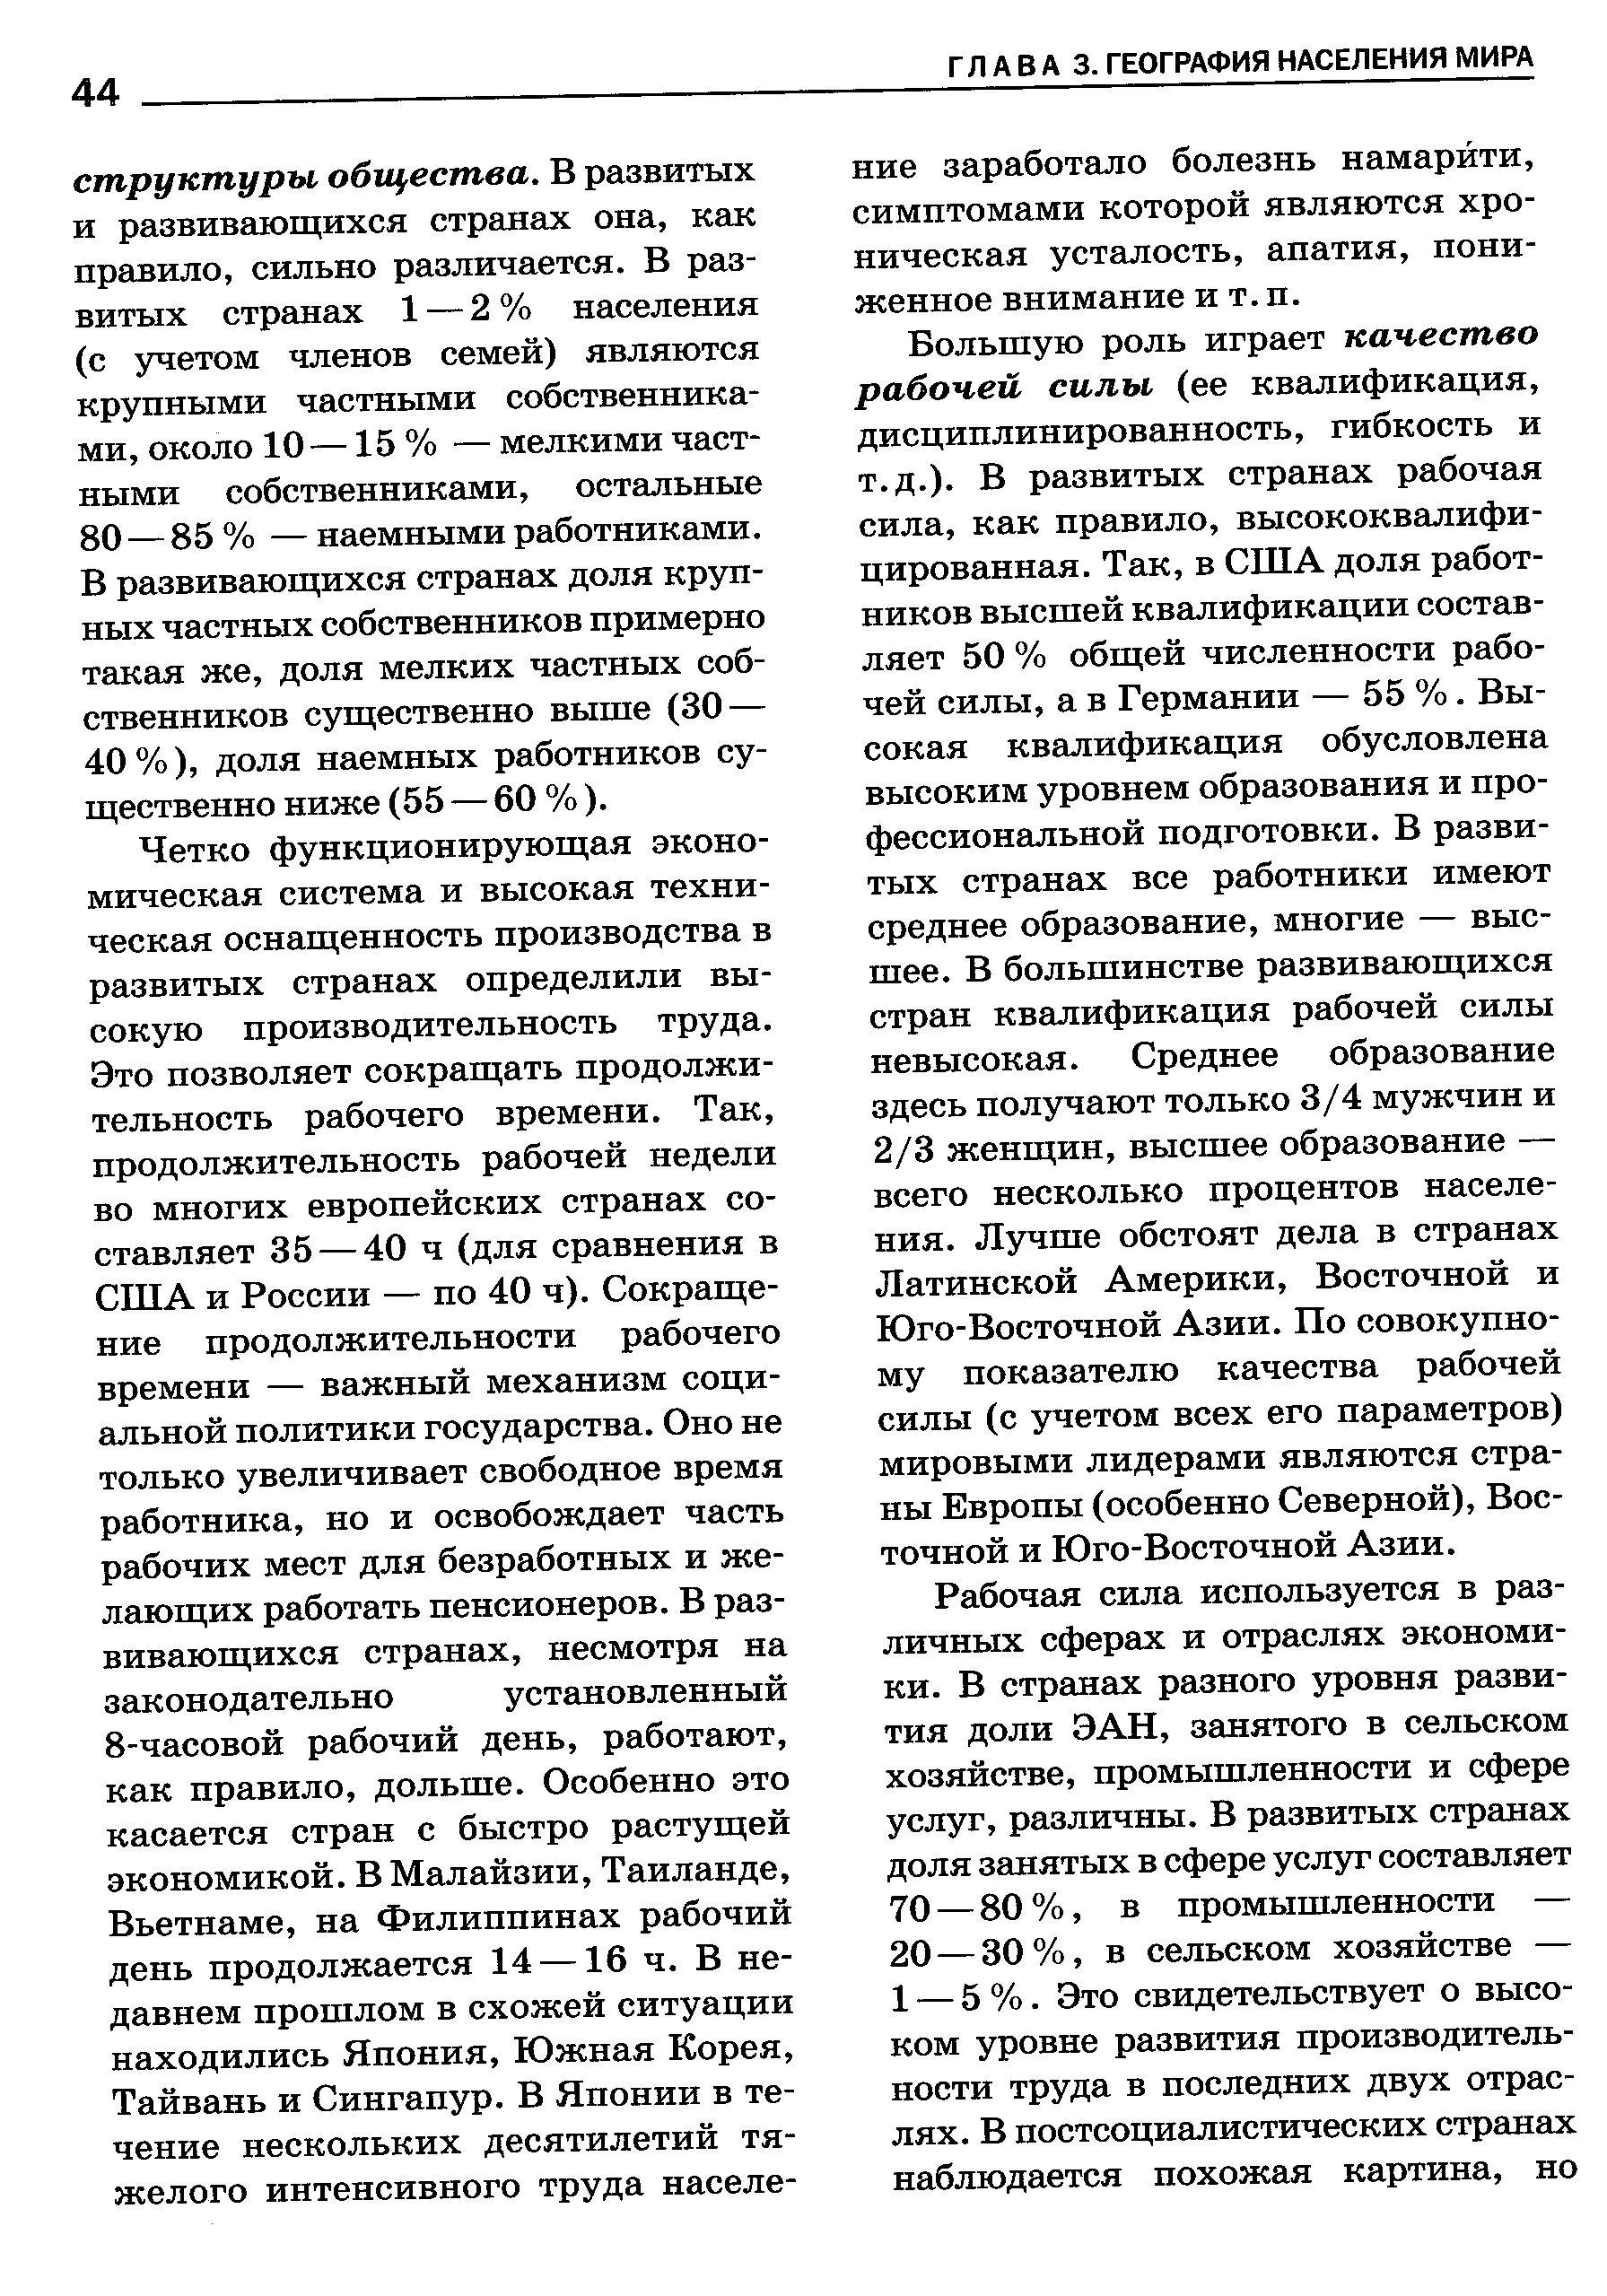 44
ГЛАВА 3. ГЕОГРАФИЯ НАСЕЛЕНИЯ МИРА
структуры общества. В развитых
и развивающихся странах она, как
правило, сильно различается. В раз-
витых странах 1 — 2 % населения
(с учетом членов семей) являются
крупными частными собственника-
ми, около 10 — 15 % — мелкими част-
ными собственниками, остальные
80 — 85 % — наемными работниками.
В развивающихся странах доля круп-
ных частных собственников примерно
такая же, доля мелких частных соб-
ственников существенно выше (30 —
40 %), доля наемных работников су-
щественно ниже (55 — 60 %).
Четко функционирующая эконо-
мическая система и высокая техни-
ческая оснащенность производства в
развитых странах определили вы-
сокую производительность труда.
Это позволяет сокращать продолжи-
тельность рабочего времени. Так,
продолжительность рабочей недели
во многих европейских странах со-
ставляет 35 — 40 ч (для сравнения в
США и России — по 40 ч). Сокраще-
ние продолжительности рабочего
времени — важный механизм соци-
альной политики государства. Оно не
только увеличивает свободное время
работника, но и освобождает часть
рабочих мест для безработных и же-
лающих работать пенсионеров. В раз-
вивающихся странах, несмотря на
законодательно установленный
8-часовой рабочий день, работают,
как правило, дольше. Особенно это
касается стран с быстро растущей
экономикой. В Малайзии, Таиланде,
Вьетнаме, на Филиппинах рабочий
день продолжается 14 — 16 ч. В не-
давнем прошлом в схожей ситуации
находились Япония, Южная Корея,
Тайвань и Сингапур. В Японии в те-
чение нескольких десятилетий тя-
желого интенсивного труда населе-
ние заработало болезнь намари́ти,
симптомами которой являются хро-
ническая усталость, апатия, пони-
женное внимание и т. п.
Большую роль играет качество
рабочей силы (ее квалификация,
дисциплинированность, гибкость и
т. д.). В развитых странах рабочая
сила, как правило, высококвалифи-
цированная. Так, в США доля работ-
ников высшей квалификации состав-
ляет 50 % общей численности рабо-
чей силы, а в Германии — 55 % . Вы-
сокая квалификация обусловлена
высоким уровнем образования и про-
фессиональной подготовки. В разви-
тых странах все работники имеют
среднее образование, многие — выс-
шее. В большинстве развивающихся
стран квалификация рабочей силы
невысокая. Среднее образование
здесь получают только 3/4 мужчин и
2/3 женщин, высшее образование —
всего несколько процентов населе-
ния. Лучше обстоят дела в странах
Латинской Америки, Восточной и
Юго-Восточной Азии. По совокупно-
му показателю качества рабочей
силы (с учетом всех его параметров)
мировыми лидерами являются стра-
ны Европы (особенно Северной), Вос-
точной и Юго-Восточной Азии.
Рабочая сила используется в раз-
личных сферах и отраслях экономи-
ки. В странах разного уровня разви-
тия доли ЭАН, занятого в сельском
хозяйстве, промышленности и сфере
услуг, различны. В развитых странах
доля занятых в сфере услуг составляет
70 — 80 %, в промышленности —
20 — 30 %, в сельском хозяйстве —
1 — 5 %. Это свидетельствует о высо-
ком уровне развития производитель-
ности труда в последних двух отрас-
лях. В постсоциалистических странах
наблюдается похожая картина, но